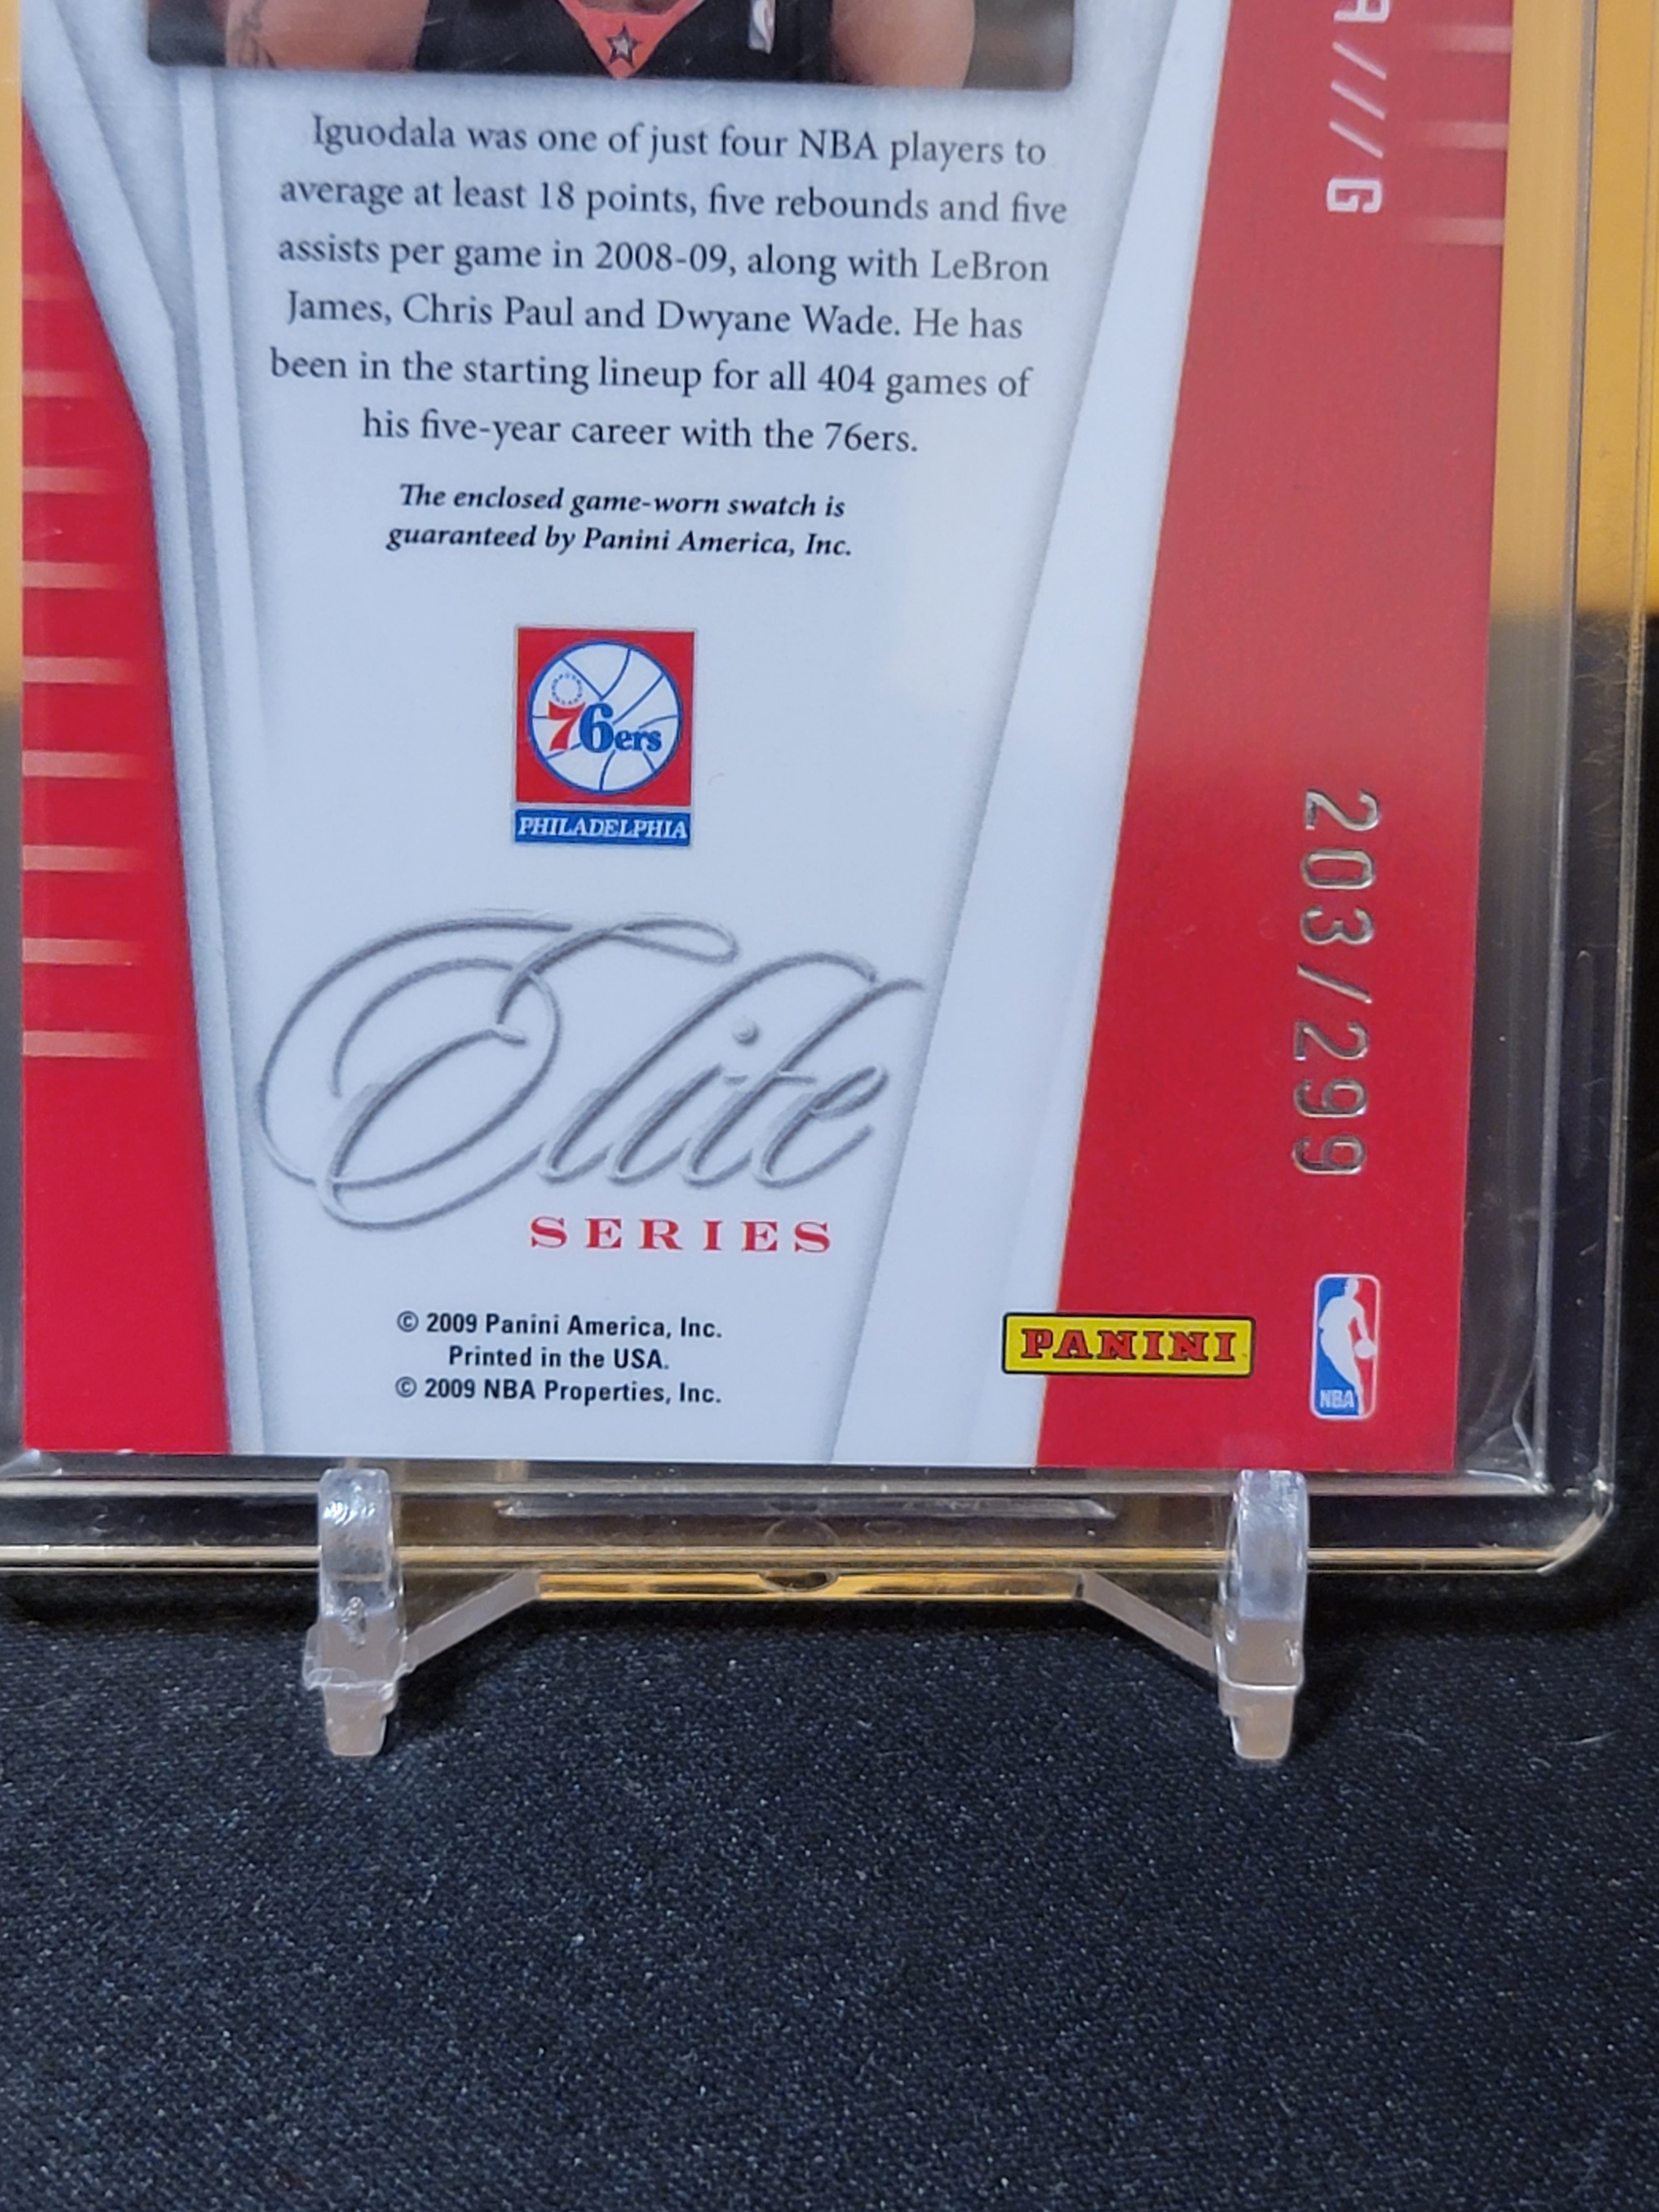 Iguodala was one of just four NBA players to
average at least 18 points, five rebounds and five
assists per game in 2008-09, along with LeBron
James, Chris Paul and Dwyane Wade. He has
been in the starting lineup for all 404 games of
his five-year career with the 76ers.
The enclosed game-worn swatch is
guaranteed by Panini America, Inc.
76ers
PHILADELPHIA
Elite
SERIES
© 2009 Panini America, Inc.
Printed in the USA.
© 2009 NBA Properties, Inc.
PANINI
NBA
A///G
203/299